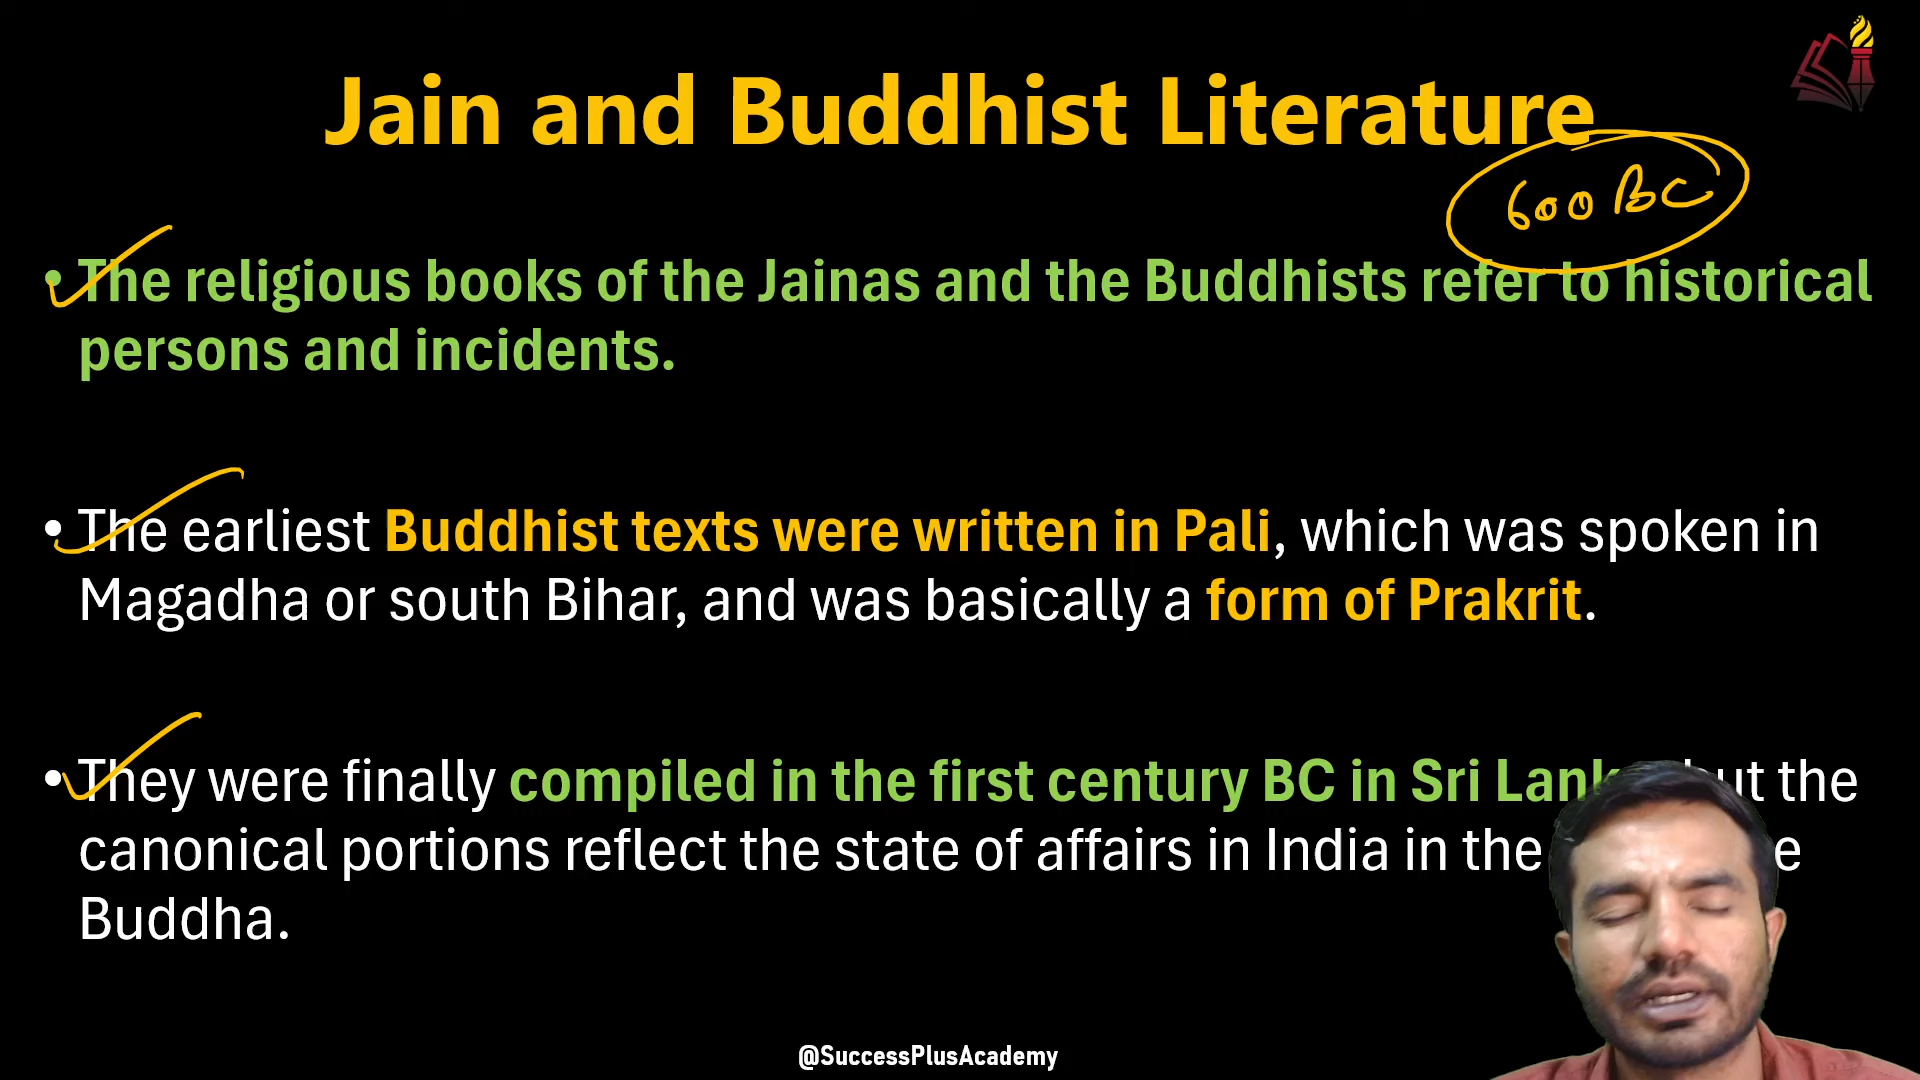 Jain and Buddhist Literature
600 BC
• The religious books of the Jainas and the Buddhists refer to historical
persons and incidents.
• The earliest Buddhist texts were written in Pali, which was spoken in
Magadha or south Bihar, and was basically a form of Prakrit.
• They were finally compiled in the first century BC in Sri Lank but the
canonical portions reflect the state of affairs in India in the
Buddha.
@SuccessPlusAcademy